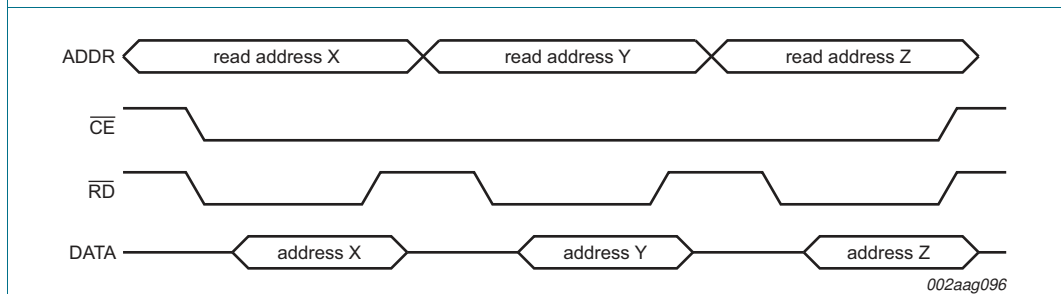 ADDR read address X read address Y read address Z
CE
RD
DATA address X address Y address Z
002aag096